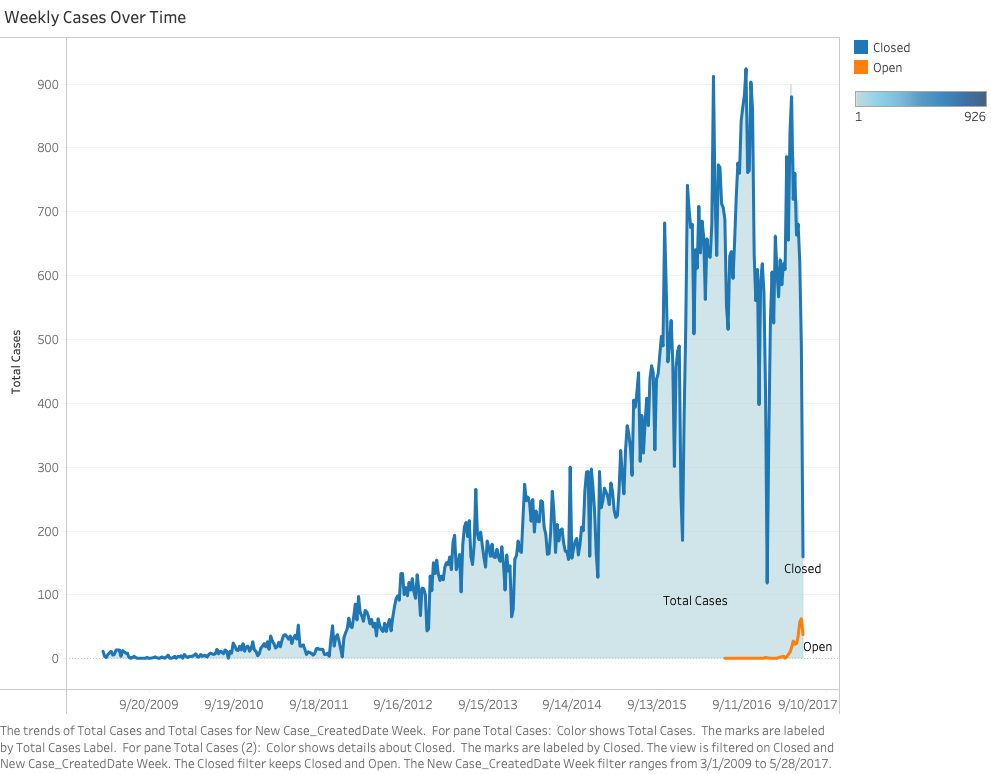 Weekly Cases Over Time
Closed
Open
1 926
Total Cases
900
800
700
600
500
400
300
200
100
0
Closed
Total Cases
Open
9/20/2009 9/19/2010 9/18/2011 9/16/2012 9/15/2013 9/14/2014 9/13/2015 9/11/2016 9/10/2017
The trends of Total Cases and Total Cases for New Case_CreatedDate Week.  For pane Total Cases:  Color shows Total Cases.  The marks are labeled
by Total Cases Label.  For pane Total Cases (2):  Color shows details about Closed.  The marks are labeled by Closed. The view is filtered on Closed and
New Case_CreatedDate Week. The Closed filter keeps Closed and Open. The New Case_CreatedDate Week filter ranges from 3/1/2009 to 5/28/2017.